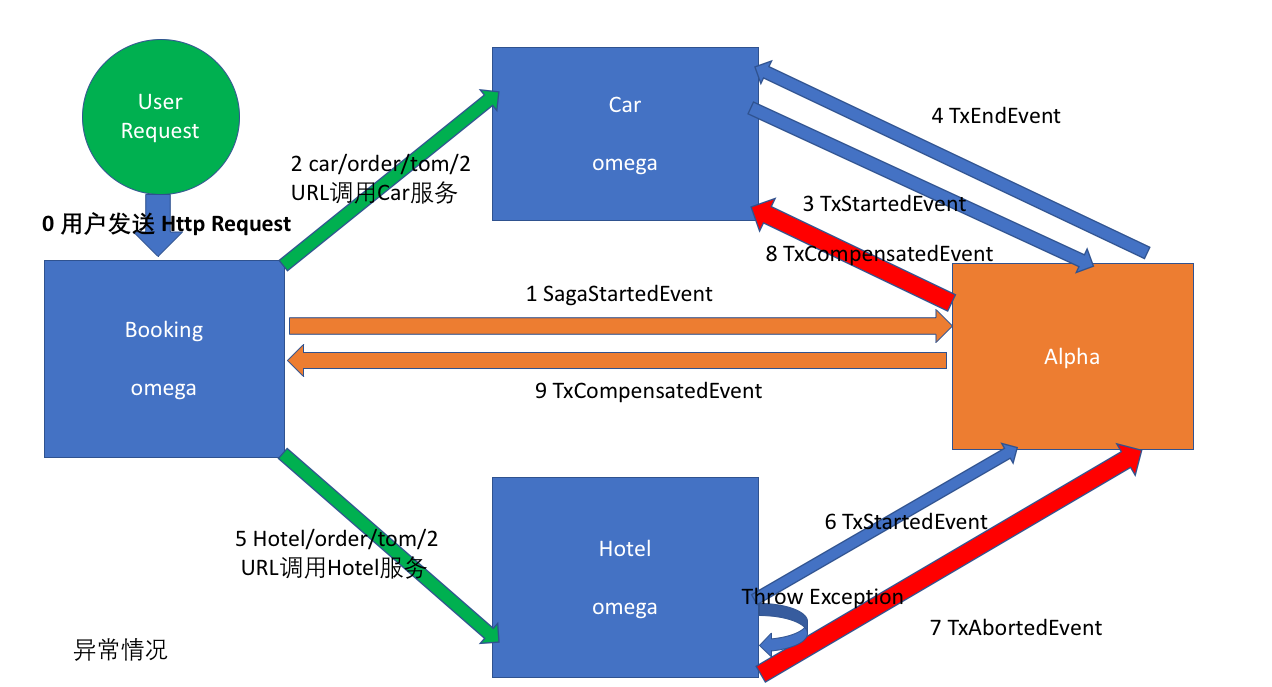 User
Request
0 用户发送 Http Request
2 car/order/tom/2
URL调用Car服务
Car
omega
4 TxEndEvent
3 TxStartedEvent
8 TxCompensatedEvent
1 SagaStartedEvent
Booking
omega
Alpha
9 TxCompensatedEvent
5 Hotel/order/tom/2
URL调用Hotel服务
Hotel
omega
6 TxStartedEvent
Throw Exception
7 TxAbortedEvent
异常情况